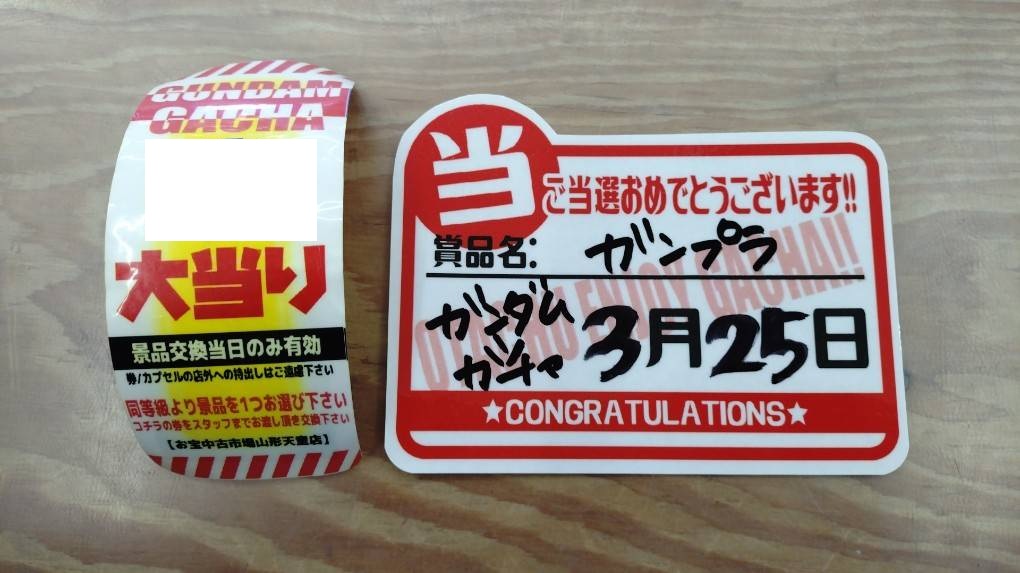 GUNDAM
GACHA
大当り
景品交換当日のみ有効
券/カプセルの店外への持出しはご遠慮下さい
同等級より景品を1つお選び下さい
コチラの券をスタッフまでお渡し頂き交換下さい
【お宝中古市場山形天童店】
当
ご当選おめでとうございます!!
賞品名: ガンプラ
ガンダム
ガチャ
3月25日
ENJOY GACHA!!
★CONGRATULATIONS★